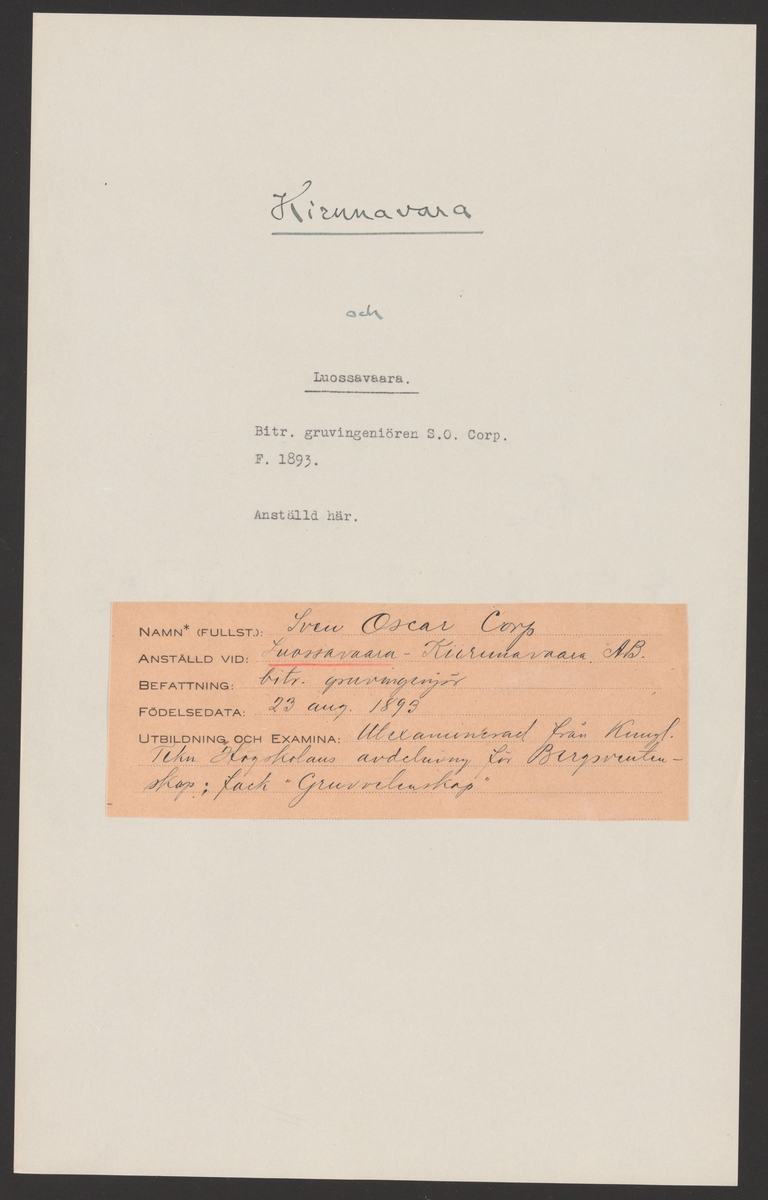 Kirunavara
och
Luossavaara.
Bitr. gruvingeniören S.O. Corp.
F. 1893.
Anställd här.
NAMN* (FULLST.): Sven Oscar Corp
ANSTÄLLD VID: Luossavaara - Kiirunavaara AB.
BEFATTNING: bitr. gruvingenjör
FÖDELSEDATA: 23 aug. 1893
UTBILDNING OCH EXAMINA: Utexaminerad från Kungl.
Tekn Högskolans avdelning för Bergsveten-
skap; fack "Gruvvetenskap"